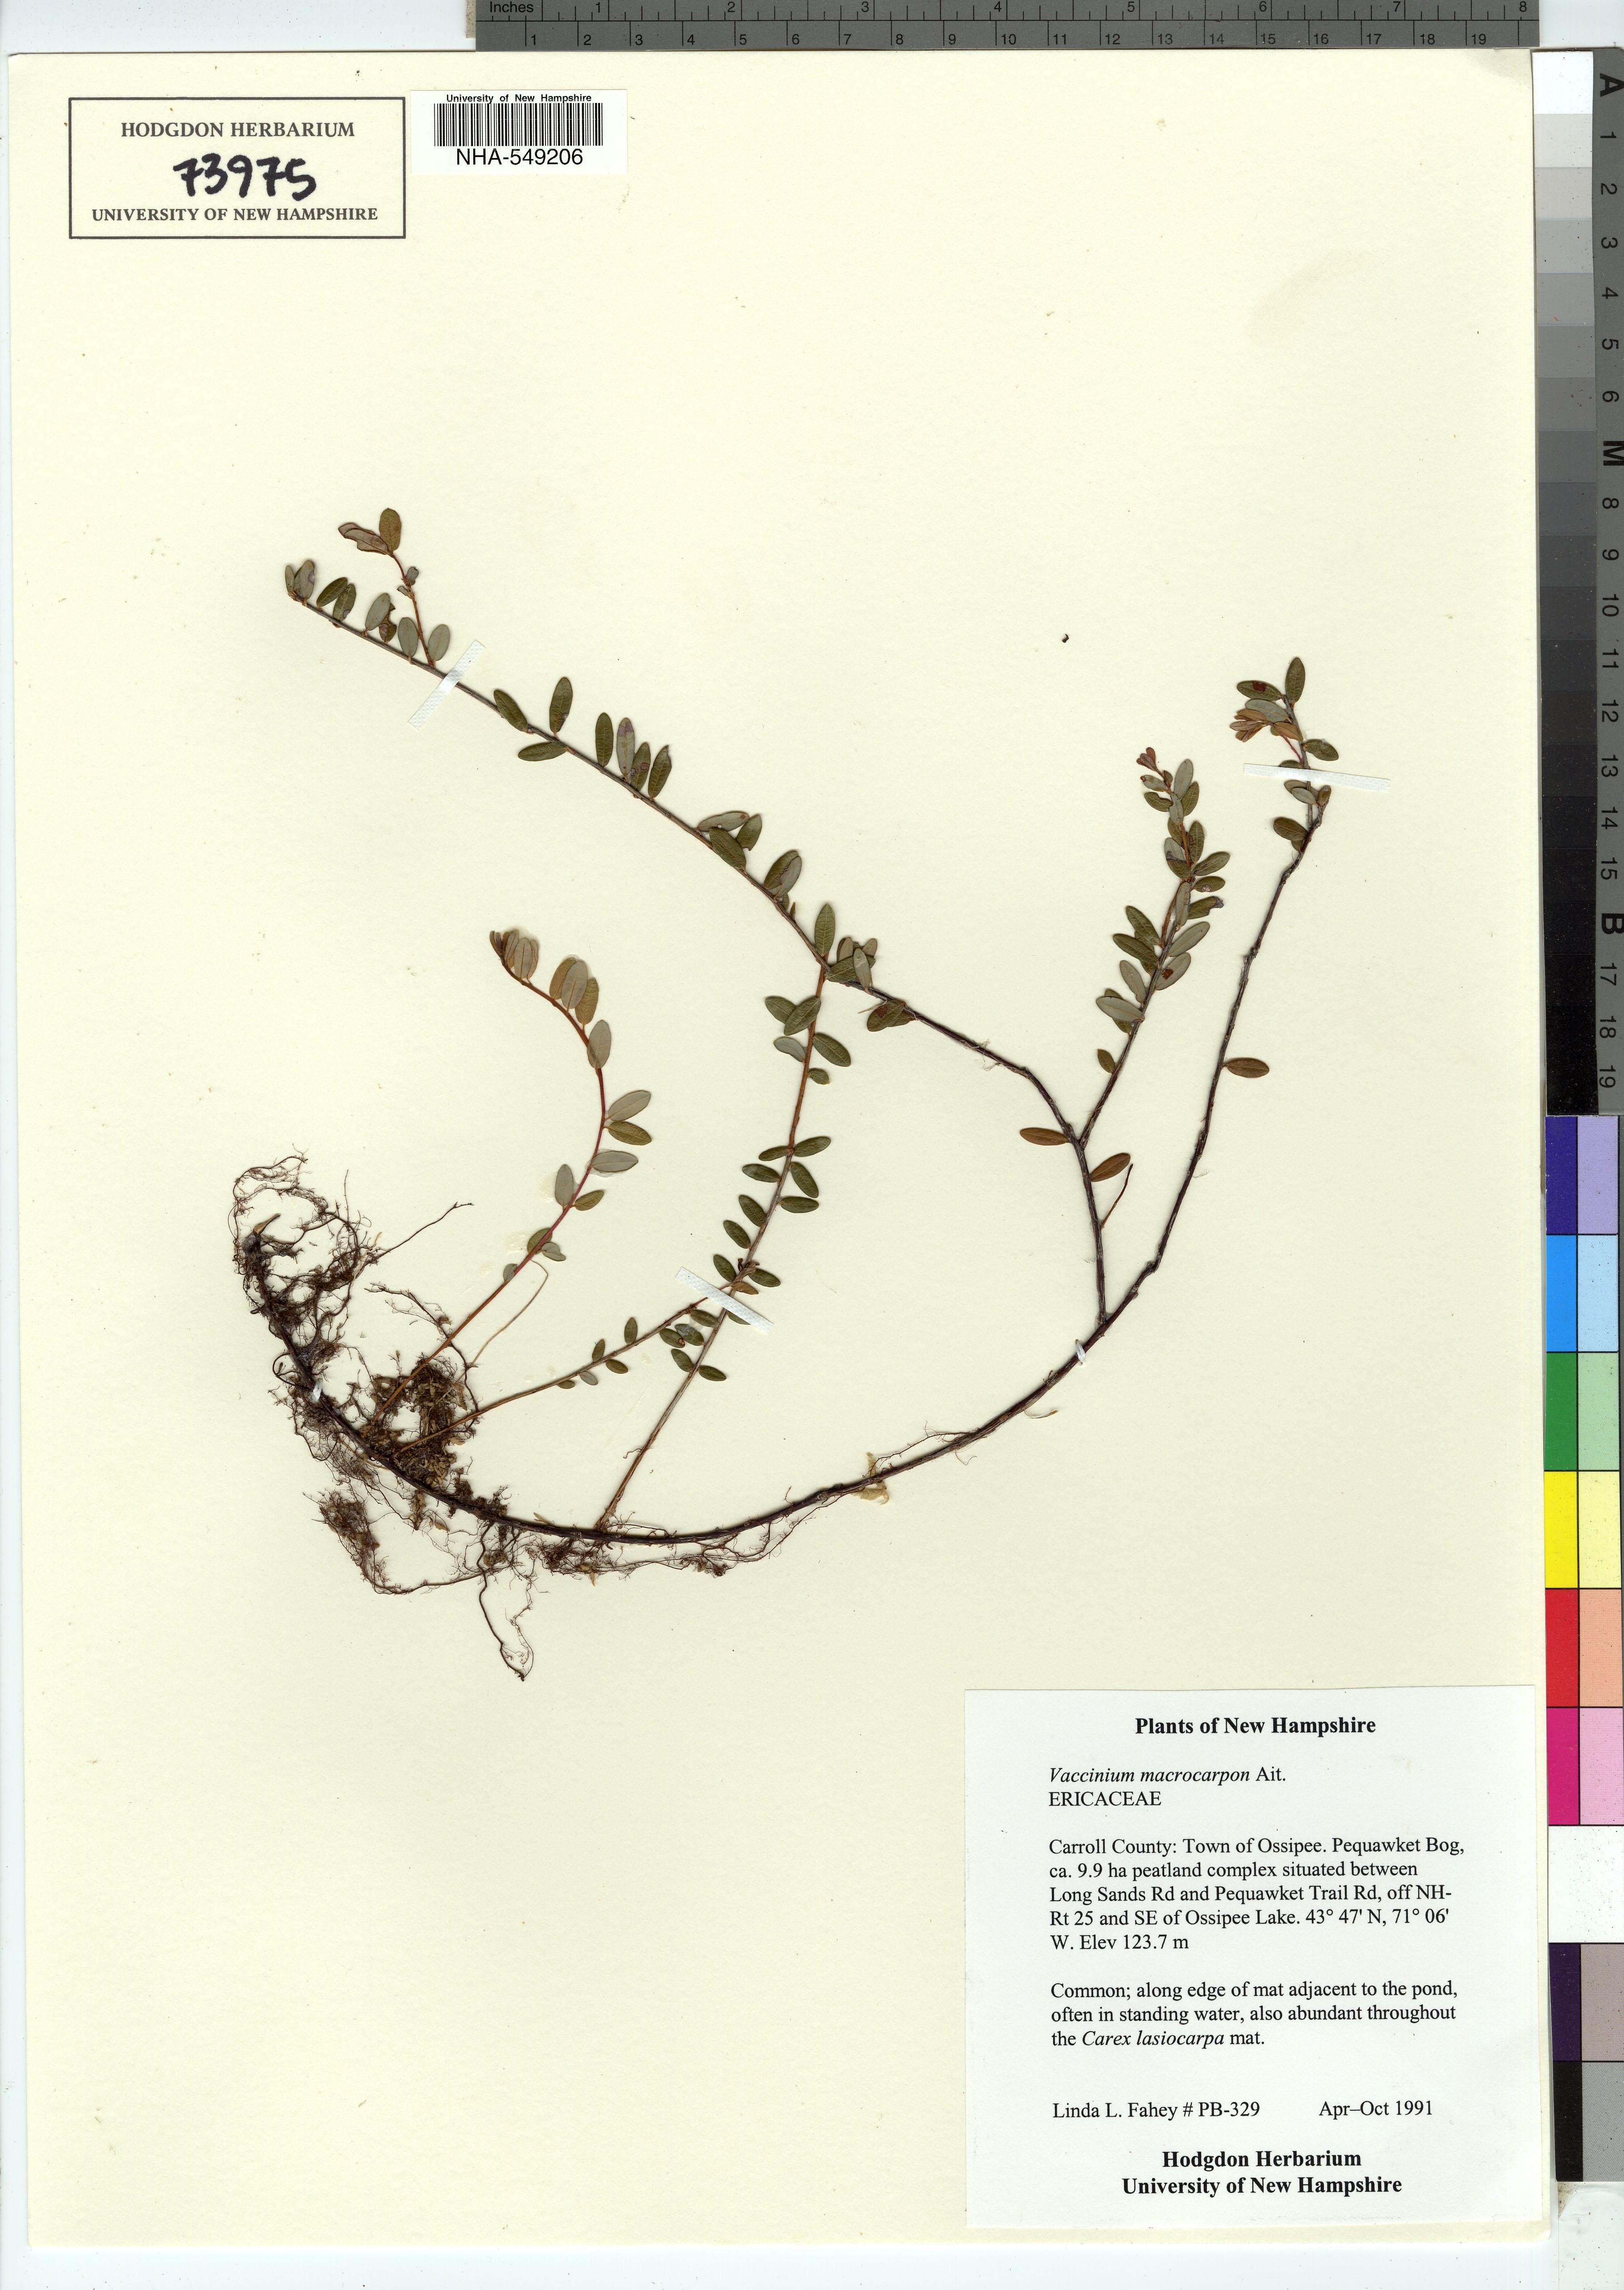 Inches 1 2 3 4 5 6 7 8
1 2 3 4 5 6 7 8 9 10 11 12 13 14 15 16 17 18 19
HODGDON HERBARIUM
73975
UNIVERSITY OF NEW HAMPSHIRE
University of New Hampshire
NHA-549206
A
1
2
3
4
5
6
M
8
9
10
11
12
13
14
15
B
17
18
19
Plants of New Hampshire
Vaccinium macrocarpon Ait.
ERICACEAE
Carroll County: Town of Ossipee. Pequawket Bog,
ca. 9.9 ha peatland complex situated between
Long Sands Rd and Pequawket Trail Rd, off NH-
Rt 25 and SE of Ossipee Lake. 43° 47' N, 71° 06'
W. Elev 123.7 m
Common; along edge of mat adjacent to the pond,
often in standing water, also abundant throughout
the Carex lasiocarpa mat.
Linda L. Fahey # PB-329 Apr–Oct 1991
Hodgdon Herbarium
University of New Hampshire